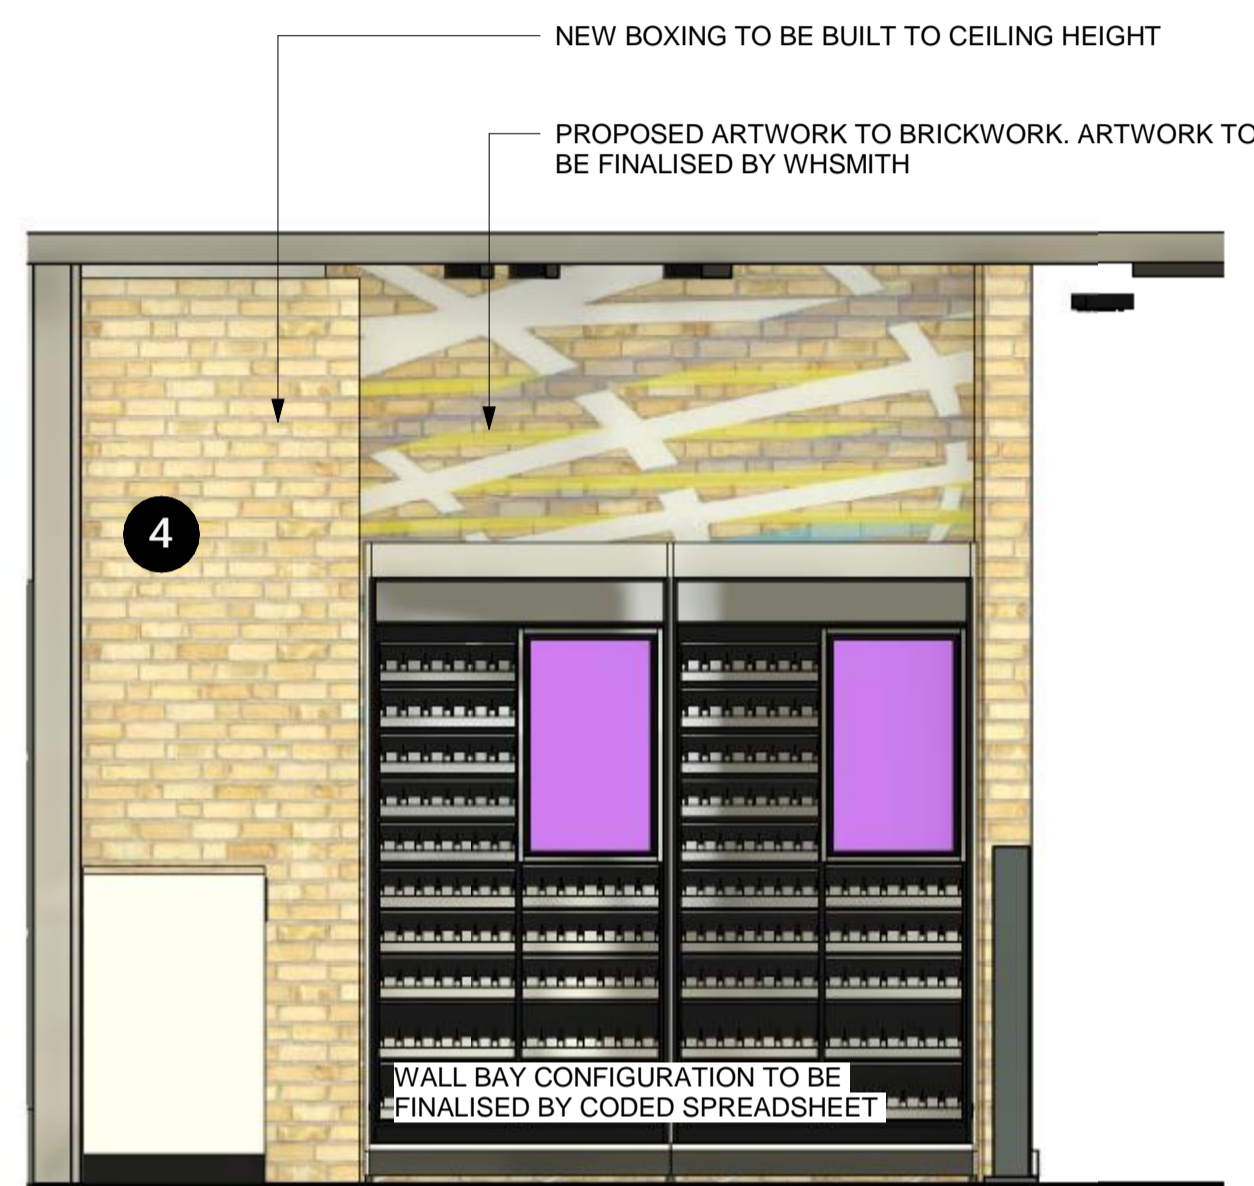 NEW BOXING TO BE BUILT TO CEILING HEIGHT
PROPOSED ARTWORK TO BRICKWORK. ARTWORK TO
BE FINALISED BY WHSMITH
4
WALL BAY CONFIGURATION TO BE
FINALISED BY CODED SPREADSHEET